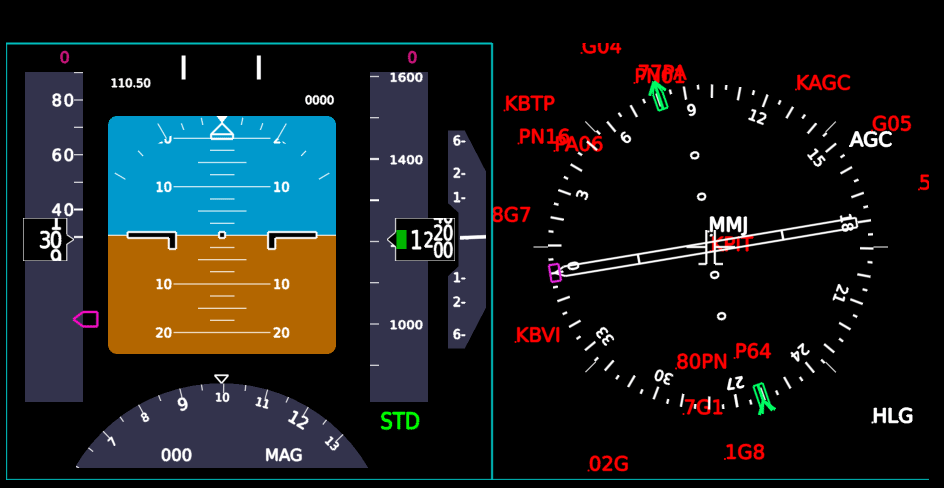 0
110.50
0000
80
60
40
30
10 10
10 10
20 20
7 8 9 10 11 12 13
000 MAG
0
1600
1400
12
20
00
1000
STD
6-
2-
1-
1-
2-
6-
G04
PN01
KAGC
KBTP
G05
PN16
PA06
AGC
.5
8G7
MMJ
KPIT
KBVI
P64
80PN
7G1
HLG
1G8
02G
0 3 6 9 12 15 18 21 24 27 30 33